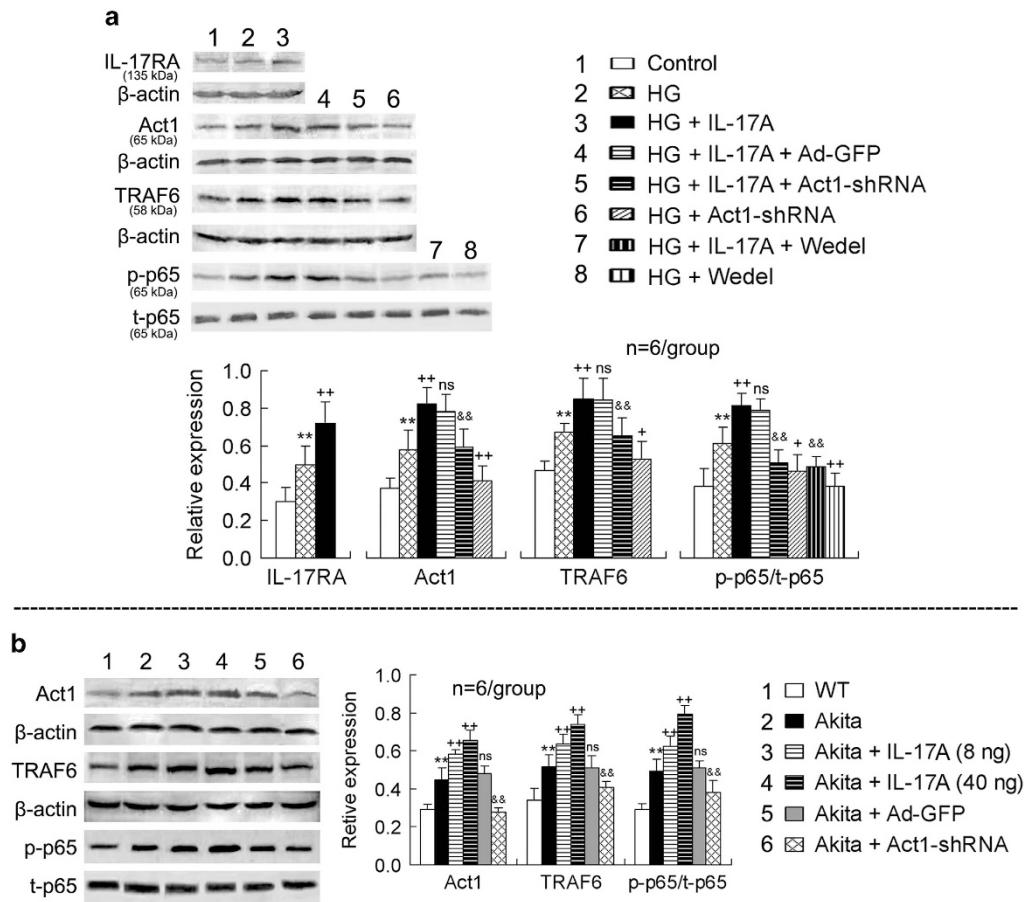 a
1 2 3
IL-17RA
(135 kDa)
β-actin
4 5 6
Act1
(65 kDa)
β-actin
TRAF6
(58 kDa)
β-actin
7 8
p-p65
(65 kDa)
t-p65
(65 kDa)
1 Control
2 HG
3 HG + IL-17A
4 HG + IL-17A + Ad-GFP
5 HG + IL-17A + Act1-shRNA
6 HG + Act1-shRNA
7 HG + IL-17A + Wedel
8 HG + Wedel
n=6/group
Relative expression
1.0
0.8
0.6
0.4
0.2
0.0
** ++
** ++ ns && ++
** ++ ns && +
** ++ ns && + && ++
IL-17RA Act1 TRAF6 p-p65/t-p65
b
1 2 3 4 5 6
Act1
β-actin
TRAF6
β-actin
p-p65
t-p65
n=6/group
Retive expression
1.0
0.8
0.6
0.4
0.2
0.0
** ++ ++ ns &&
** ++ ++ ns &&
** ++ ++ ns &&
Act1 TRAF6 p-p65/t-p65
1 WT
2 Akita
3 Akita + IL-17A (8 ng)
4 Akita + IL-17A (40 ng)
5 Akita + Ad-GFP
6 Akita + Act1-shRNA